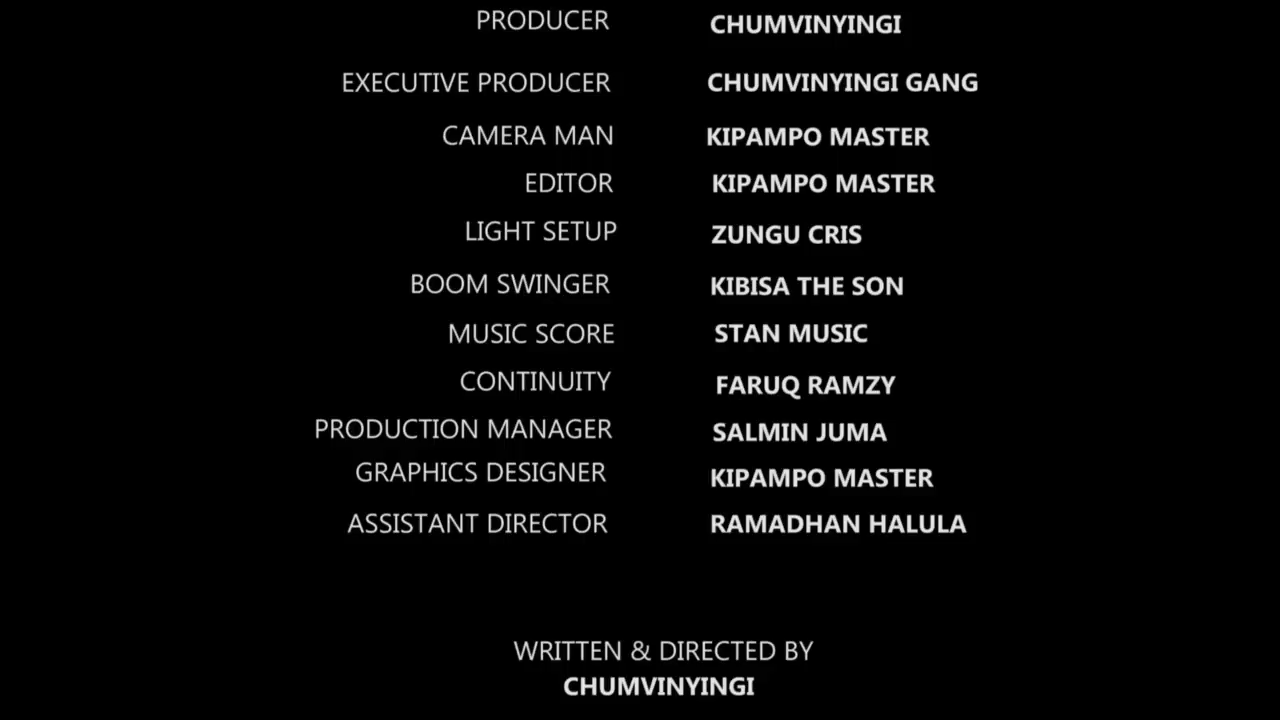 PRODUCER CHUMVINYINGI
EXECUTIVE PRODUCER CHUMVINYINGI GANG
CAMERA MAN KIPAMPO MASTER
EDITOR KIPAMPO MASTER
LIGHT SETUP ZUNGU CRIS
BOOM SWINGER KIBISA THE SON
MUSIC SCORE STAN MUSIC
CONTINUITY FARUQ RAMZY
PRODUCTION MANAGER SALMIN JUMA
GRAPHICS DESIGNER KIPAMPO MASTER
ASSISTANT DIRECTOR RAMADHAN HALULA
WRITTEN & DIRECTED BY
CHUMVINYINGI